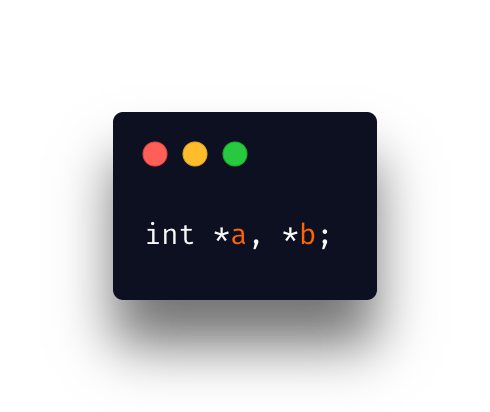 int *a, *b;